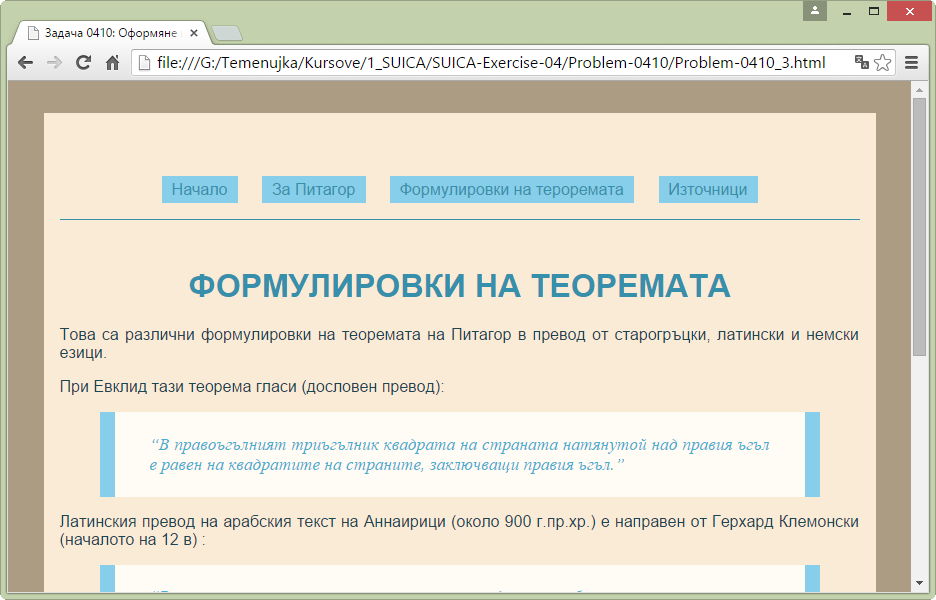 Задача 0410: Оформяне
file:///G:/Temenujka/Kursove/1_SUICA/SUICA-Exercise-04/Problem-0410/Problem-0410_3.html
Начало За Питагор Формулировки на терoремата Източници
ФОРМУЛИРОВКИ НА ТЕОРЕМАТА
Това са различни формулировки на теоремата на Питагор в превод от старогръцки, латински и немски
езици.
При Евклид тази теорема гласи (дословен превод):
“В правоъгълният триъгълник квадрата на страната натянутой над правия ъгъл
е равен на квадратите на страните, заключващи правия ъгъл.”
Латинския превод на арабския текст на Аннаирици (около 900 г.пр.хр.) е направен от Герхард Клемонски
(началото на 12 в) :